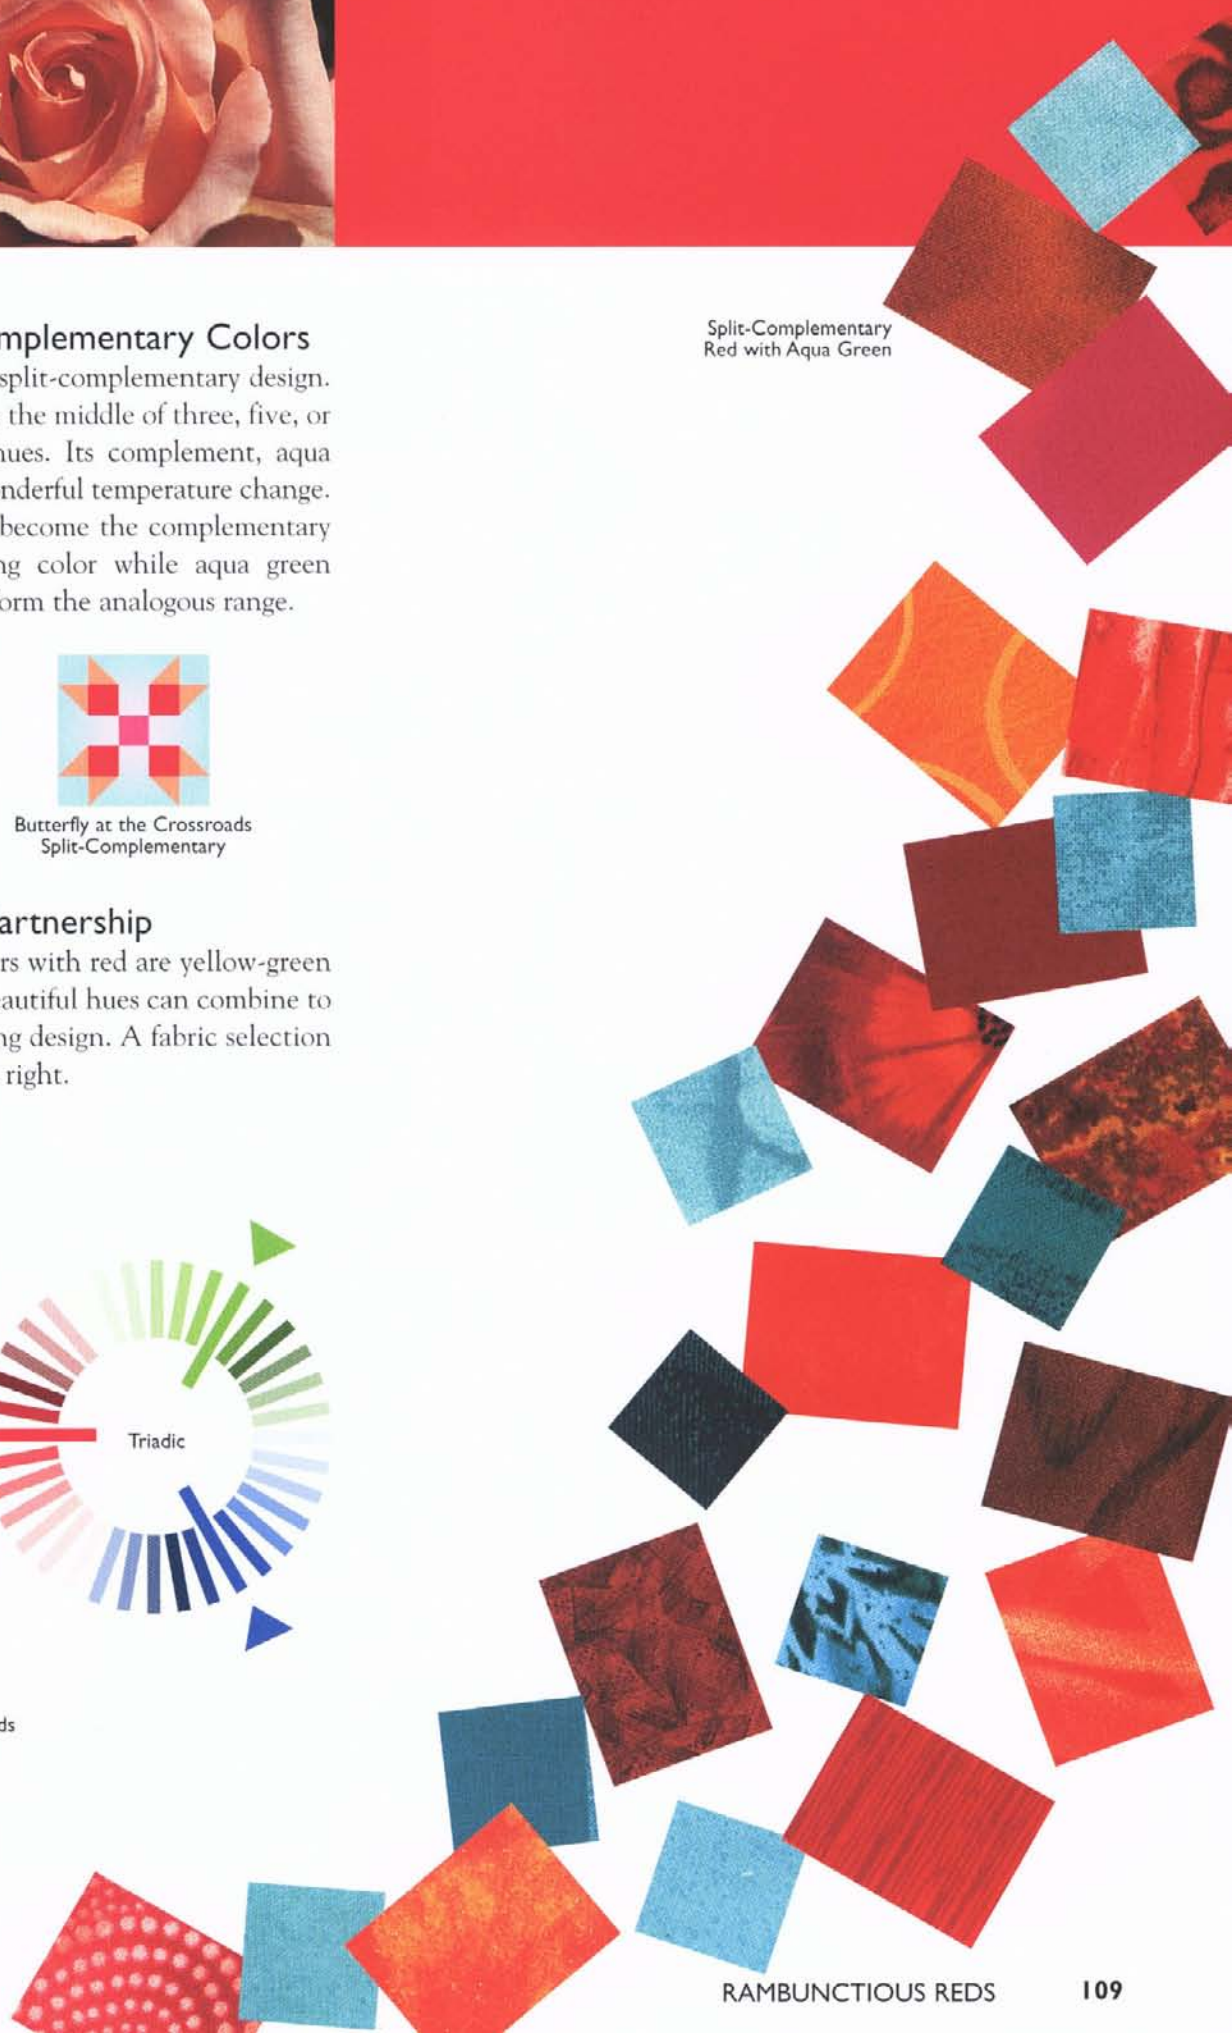 mplementary Colors
split-complementary design.
the middle of three, five, or
hues. Its complement, aqua
nderful temperature change.
become the complementary
ng color while aqua green
orm the analogous range.
Split-Complementary
Red with Aqua Green
Butterfly at the Crossroads
Split-Complementary
artnership
rs with red are yellow-green
eautiful hues can combine to
ng design. A fabric selection
right.
Triadic
ds
RAMBUNCTIOUS REDS 109